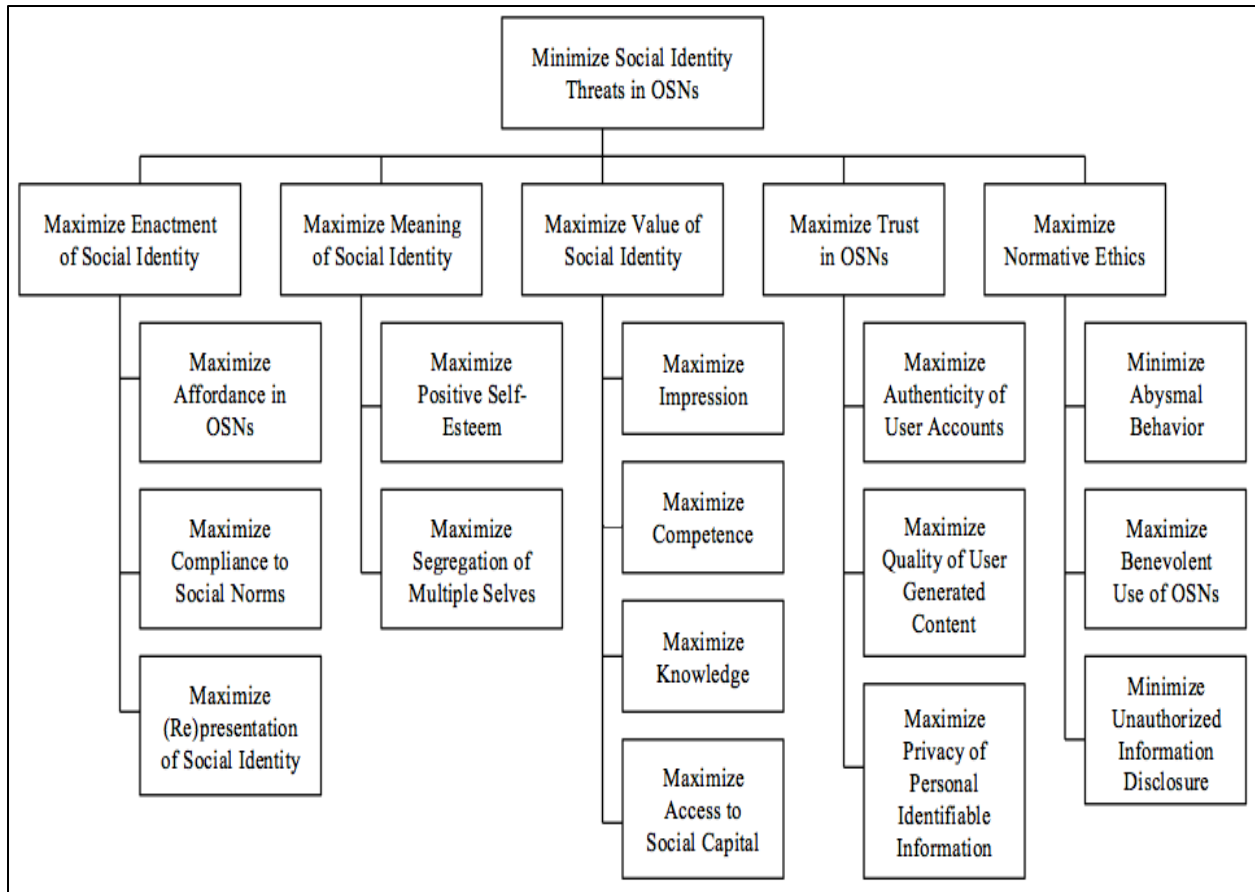 Minimize Social Identity
Threats in OSNs
Maximize Enactment
of Social Identity
Maximize Meaning
of Social Identity
Maximize Value of
Social Identity
Maximize Trust
in OSNs
Maximize
Normative Ethics
Maximize
Affordance in
OSNs
Maximize
Compliance to
Social Norms
Maximize
(Re)presentation
of Social Identity
Maximize
Positive Self-
Esteem
Maximize
Segregation of
Multiple Selves
Maximize
Impression
Maximize
Competence
Maximize
Knowledge
Maximize
Access to
Social Capital
Maximize
Authenticity of
User Accounts
Maximize
Quality of User
Generated
Content
Maximize
Privacy of
Personal
Identifiable
Information
Minimize
Abysmal
Behavior
Maximize
Benevolent
Use of OSNs
Minimize
Unauthorized
Information
Disclosure